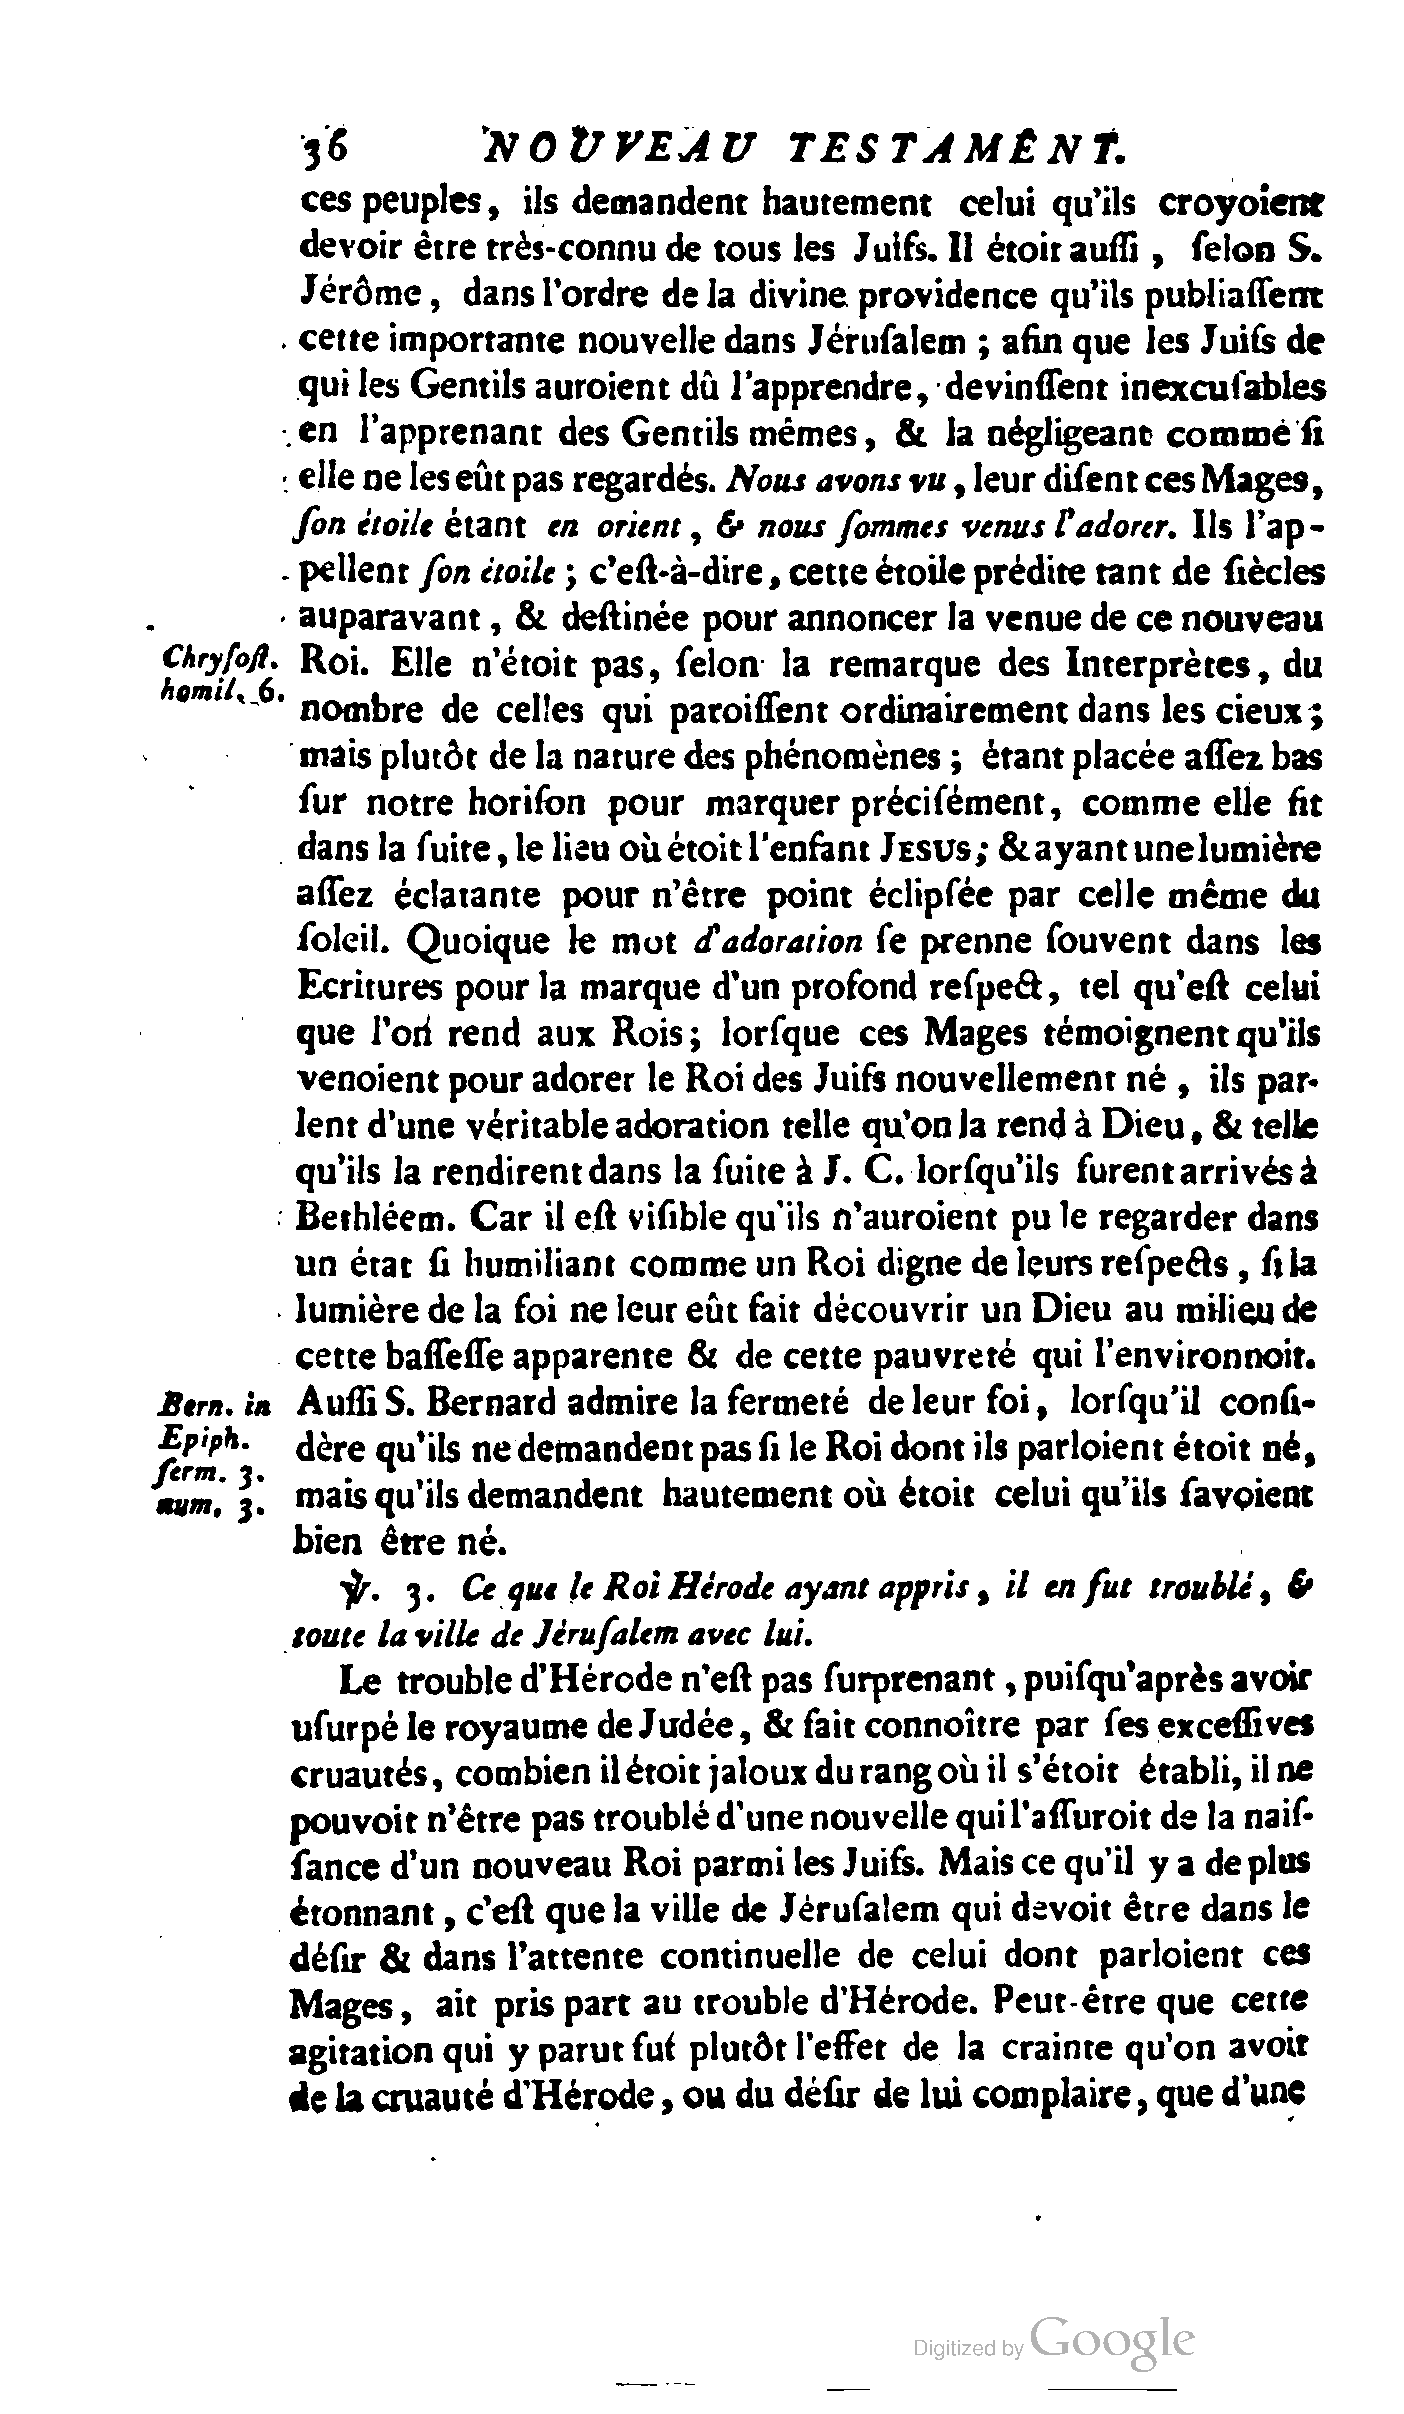 36 NOUVEAU TESTAMENT.
ces peuples, ils demandent hautement celui qu'ils croyoient
devoir être très-connu de tous les Juifs. Il étoit auſſi, ſelon S.
Jérôme, dans l'ordre de la divine providence qu'ils publiaſſent
cette importante nouvelle dans Jéruſalem ; afin que les Juifs de
qui les Gentils auroient dû l'apprendre, devinſſent inexcuſables
en l'apprenant des Gentils mêmes, & la négligeant comme ſi
elle ne les eût pas regardés. Nous avons vu, leur diſent ces Mages,
ſon étoile étant en orient, & nous ſommes venus l'adorer. Ils l'ap-
pellent ſon étoile ; c'eſt-à-dire, cette étoile prédite tant de ſiècles
auparavant, & deſtinée pour annoncer la venue de ce nouveau
Chryſoſt. Roi. Elle n'étoit pas, ſelon la remarque des Interprètes, du
homil. 6. nombre de celles qui paroiſſent ordinairement dans les cieux ;
mais plutôt de la nature des phénomènes ; étant placée aſſez bas
ſur notre horiſon pour marquer préciſément, comme elle fit
dans la ſuite, le lieu où étoit l'enfant JESUS ; & ayant une lumière
aſſez éclatante pour n'être point éclipſée par celle même du
ſoleil. Quoique le mot d'adoration ſe prenne ſouvent dans les
Ecritures pour la marque d'un profond reſpect, tel qu'eſt celui
que l'on rend aux Rois ; lorſque ces Mages témoignent qu'ils
venoient pour adorer le Roi des Juifs nouvellement né, ils par-
lent d'une véritable adoration telle qu'on la rend à Dieu, & telle
qu'ils la rendirent dans la ſuite à J. C. lorſqu'ils furent arrivés à
Bethléem. Car il eſt viſible qu'ils n'auroient pu le regarder dans
un état ſi humiliant comme un Roi digne de leurs reſpects, ſi la
lumière de la foi ne leur eût fait découvrir un Dieu au milieu de
cette baſſeſſe apparente & de cette pauvreté qui l'environnoit.
Bern. in Auſſi S. Bernard admire la fermeté de leur foi, lorſqu'il conſi-
Epiph. dère qu'ils ne demandent pas ſi le Roi dont ils parloient étoit né,
ſerm. 3.
num. 3. mais qu'ils demandent hautement où étoit celui qu'ils ſavoient
bien être né.
℣. 3. Ce que le Roi Hérode ayant appris, il en fut troublé, &
toute la ville de Jéruſalem avec lui.
Le trouble d'Hérode n'eſt pas ſurprenant, puiſqu'après avoir
uſurpé le royaume de Judée, & fait connoître par ſes exceſſives
cruautés, combien il étoit jaloux du rang où il s'étoit établi, il ne
pouvoit n'être pas troublé d'une nouvelle qui l'aſſuroit de la naiſ-
ſance d'un nouveau Roi parmi les Juifs. Mais ce qu'il y a de plus
étonnant, c'eſt que la ville de Jéruſalem qui devoit être dans le
déſir & dans l'attente continuelle de celui dont parloient ces
Mages, ait pris part au trouble d'Hérode. Peut-être que cette
agitation qui y parut fut plutôt l'effet de la crainte qu'on avoit
de la cruauté d'Hérode, ou du déſir de lui complaire, que d'une
Digitized by Google